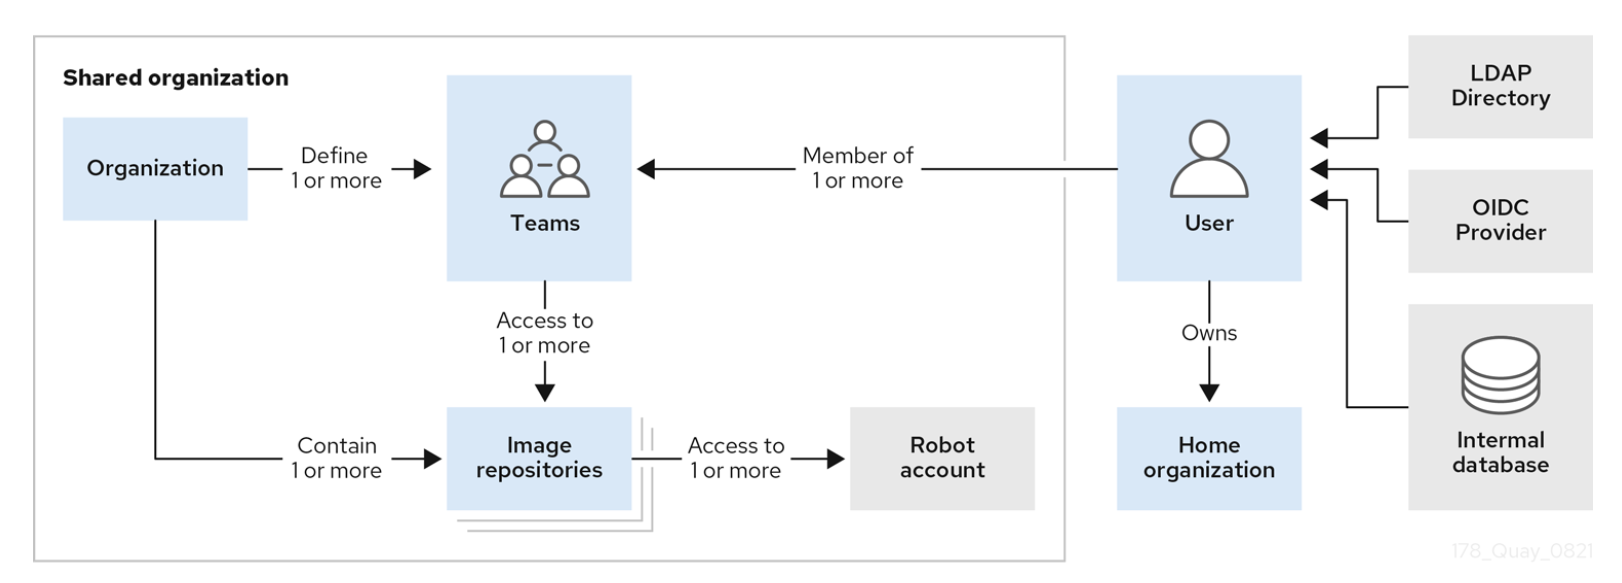 Shared organization
Organization
Define
1 or more
Teams
Member of
1 or more
User
LDAP
Directory
OIDC
Provider
Access to
1 or more
Owns
Contain
1 or more
Image
repositories
Access to
1 or more
Robot
account
Home
organization
Intermal
database
178_Quay_0821